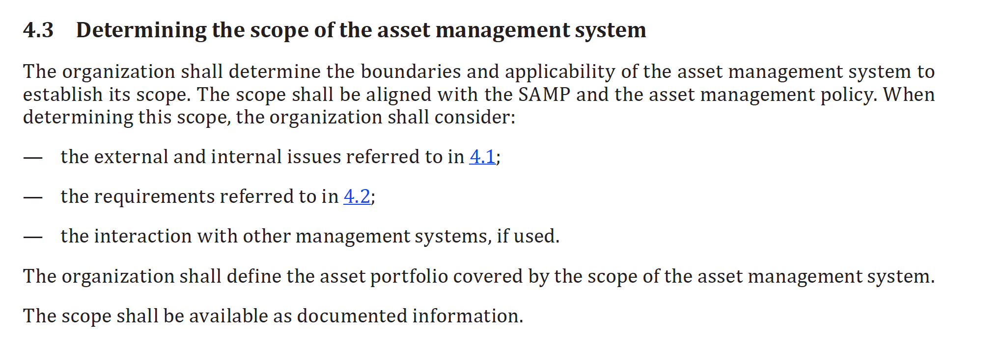 4.3 Determining the scope of the asset management system
The organization shall determine the boundaries and applicability of the asset management system to
establish its scope. The scope shall be aligned with the SAMP and the asset management policy. When
determining this scope, the organization shall consider:
— the external and internal issues referred to in 4.1;
— the requirements referred to in 4.2;
— the interaction with other management systems, if used.
The organization shall define the asset portfolio covered by the scope of the asset management system.
The scope shall be available as documented information.